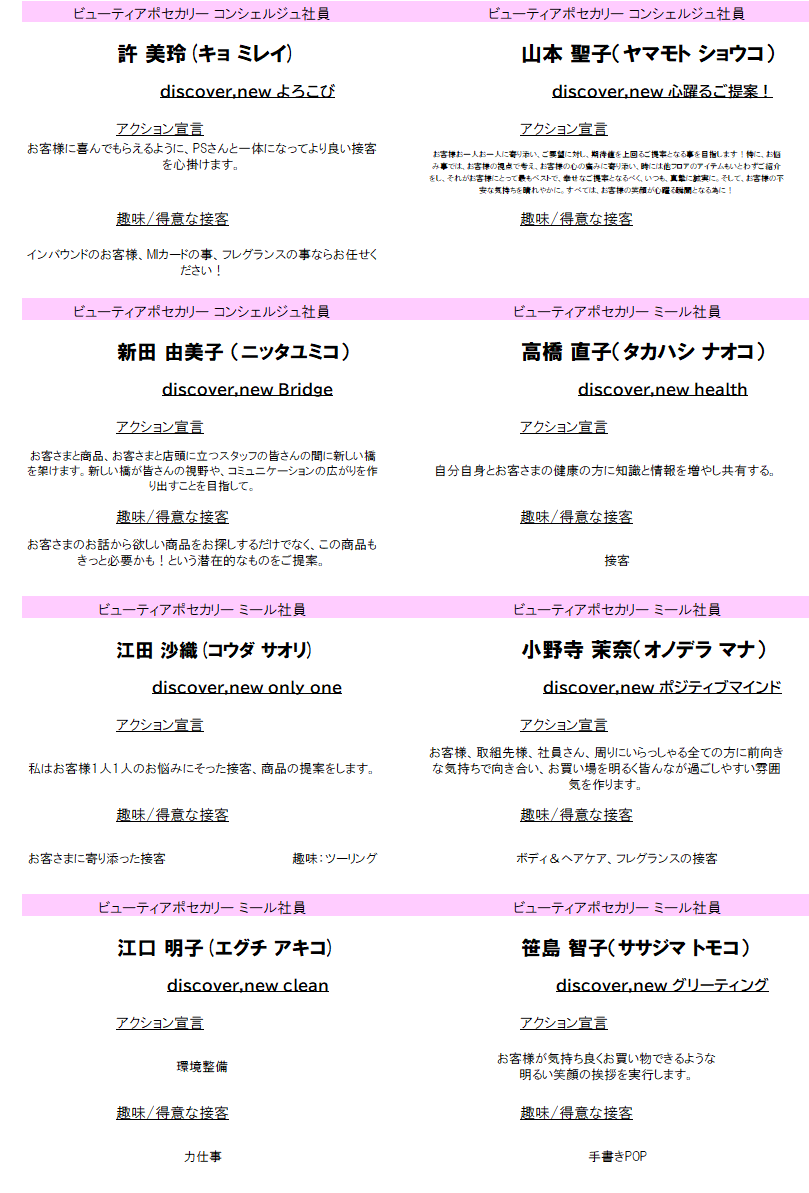 ビューティアポセカリー コンシェルジュ社員
許 美玲(キョ ミレイ)
discover,new よろこび
アクション宣言
お客様に喜んでもらえるように、PSさんと一体になってより良い接客
を心掛けます。
趣味/得意な接客
インバウンドのお客様、MIカードの事、フレグランスの事ならお任せく
ださい！
ビューティアポセカリー コンシェルジュ社員
山本 聖子(ヤマモト ショウコ)
discover,new 心躍るご提案！
アクション宣言
お客様お一人お一人に寄り添い、ご要望に対し、期待値を上回るご提案となる事を目指します！特に、お悩
み事では、お客様の視点で考え、お客様の心の痛みに寄り添い、時には他フロアのアイテムもいとわずご紹介
をし、それがお客様にとって最もベストで、幸せなご提案となるべく、いつも、真摯に誠実に。そして、お客様の不
安な気持ちを晴れやかに。すべては、お客様の笑顔が心躍る瞬間となる為に！
趣味/得意な接客
ビューティアポセカリー コンシェルジュ社員
新田 由美子 (ニッタユミコ)
discover,new Bridge
アクション宣言
お客さまと商品、お客さまと店頭に立つスタッフの皆さんの間に新しい橋
を架けます。新しい橋が皆さんの視野や、コミュニケーションの広がりを作
り出すことを目指して。
趣味/得意な接客
お客さまのお話から欲しい商品をお探しするだけでなく、この商品も
きっと必要かも！という潜在的なものをご提案。
ビューティアポセカリー ミール社員
高橋 直子(タカハシ ナオコ)
discover,new health
アクション宣言
自分自身とお客さまの健康の方に知識と情報を増やし共有する。
趣味/得意な接客
接客
ビューティアポセカリー ミール社員
江田 沙織(コウダ サオリ)
discover,new only one
アクション宣言
私はお客様1人1人のお悩みにそった接客、商品の提案をします。
趣味/得意な接客
お客さまに寄り添った接客 趣味：ツーリング
ビューティアポセカリー ミール社員
小野寺 茉奈(オノデラ マナ)
discover,new ポジティブマインド
アクション宣言
お客様、取組先様、社員さん、周りにいらっしゃる全ての方に前向き
な気持ちで向き合い、お買い場を明るく皆んなが過ごしやすい雰囲
気を作ります。
趣味/得意な接客
ボディ＆ヘアケア、フレグランスの接客
ビューティアポセカリー ミール社員
江口 明子(エグチ アキコ)
discover,new clean
アクション宣言
環境整備
趣味/得意な接客
力仕事
ビューティアポセカリー ミール社員
笹島 智子(ササジマ トモコ)
discover,new グリーティング
アクション宣言
お客様が気持ち良くお買い物できるような
明るい笑顔の挨拶を実行します。
趣味/得意な接客
手書きPOP